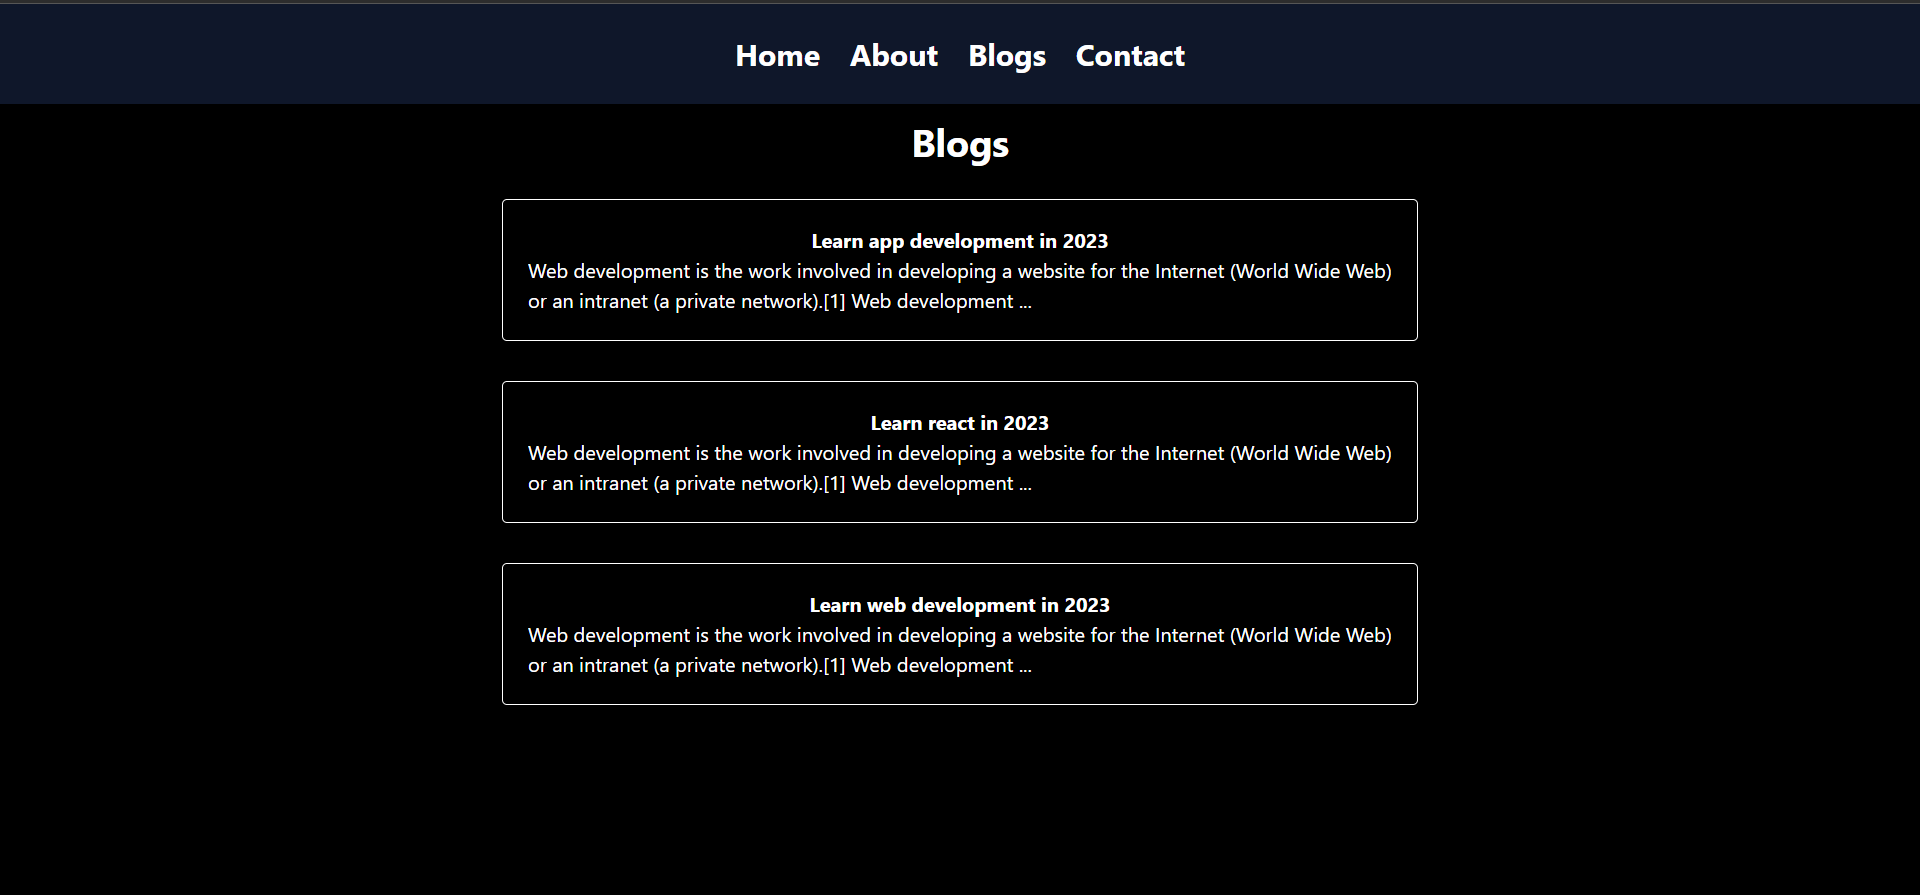 Home About Blogs Contact
Blogs
Learn app development in 2023
Web development is the work involved in developing a website for the Internet (World Wide Web)
or an intranet (a private network).[1] Web development ...
Learn react in 2023
Web development is the work involved in developing a website for the Internet (World Wide Web)
or an intranet (a private network).[1] Web development ...
Learn web development in 2023
Web development is the work involved in developing a website for the Internet (World Wide Web)
or an intranet (a private network).[1] Web development ...